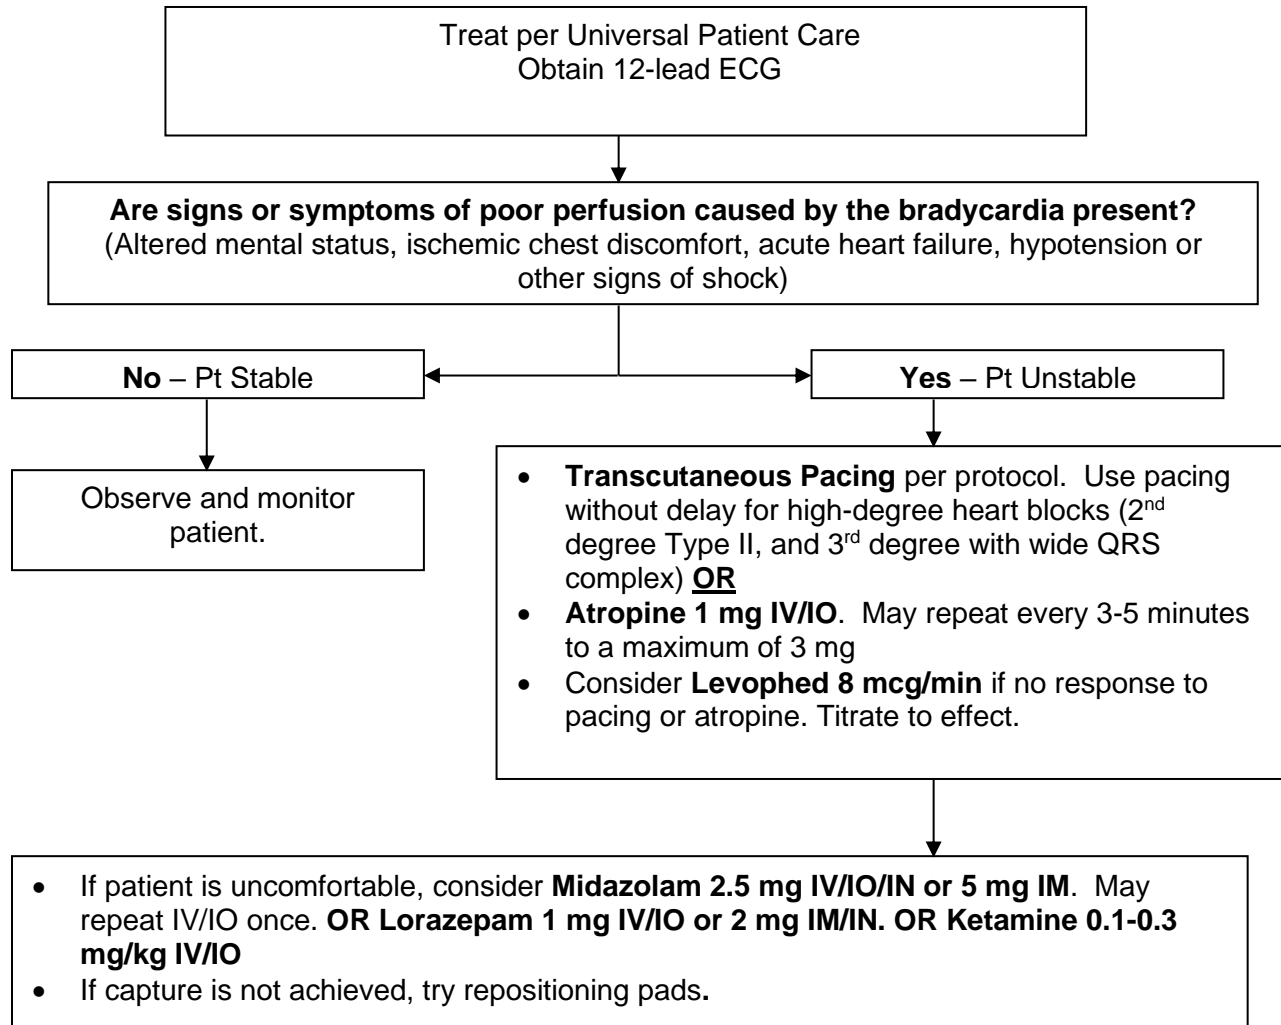 Treat per Universal Patient Care
Obtain 12-lead ECG
Are signs or symptoms of poor perfusion caused by the bradycardia present?
(Altered mental status, ischemic chest discomfort, acute heart failure, hypotension or
other signs of shock)
No – Pt Stable
Yes – Pt Unstable
Observe and monitor
patient.
• Transcutaneous Pacing per protocol.  Use pacing
without delay for high-degree heart blocks (2nd
degree Type II, and 3rd degree with wide QRS
complex) OR
• Atropine 1 mg IV/IO.  May repeat every 3-5 minutes
to a maximum of 3 mg
• Consider Levophed 8 mcg/min if no response to
pacing or atropine. Titrate to effect.
• If patient is uncomfortable, consider Midazolam 2.5 mg IV/IO/IN or 5 mg IM.  May
repeat IV/IO once. OR Lorazepam 1 mg IV/IO or 2 mg IM/IN. OR Ketamine 0.1-0.3
mg/kg IV/IO
• If capture is not achieved, try repositioning pads.